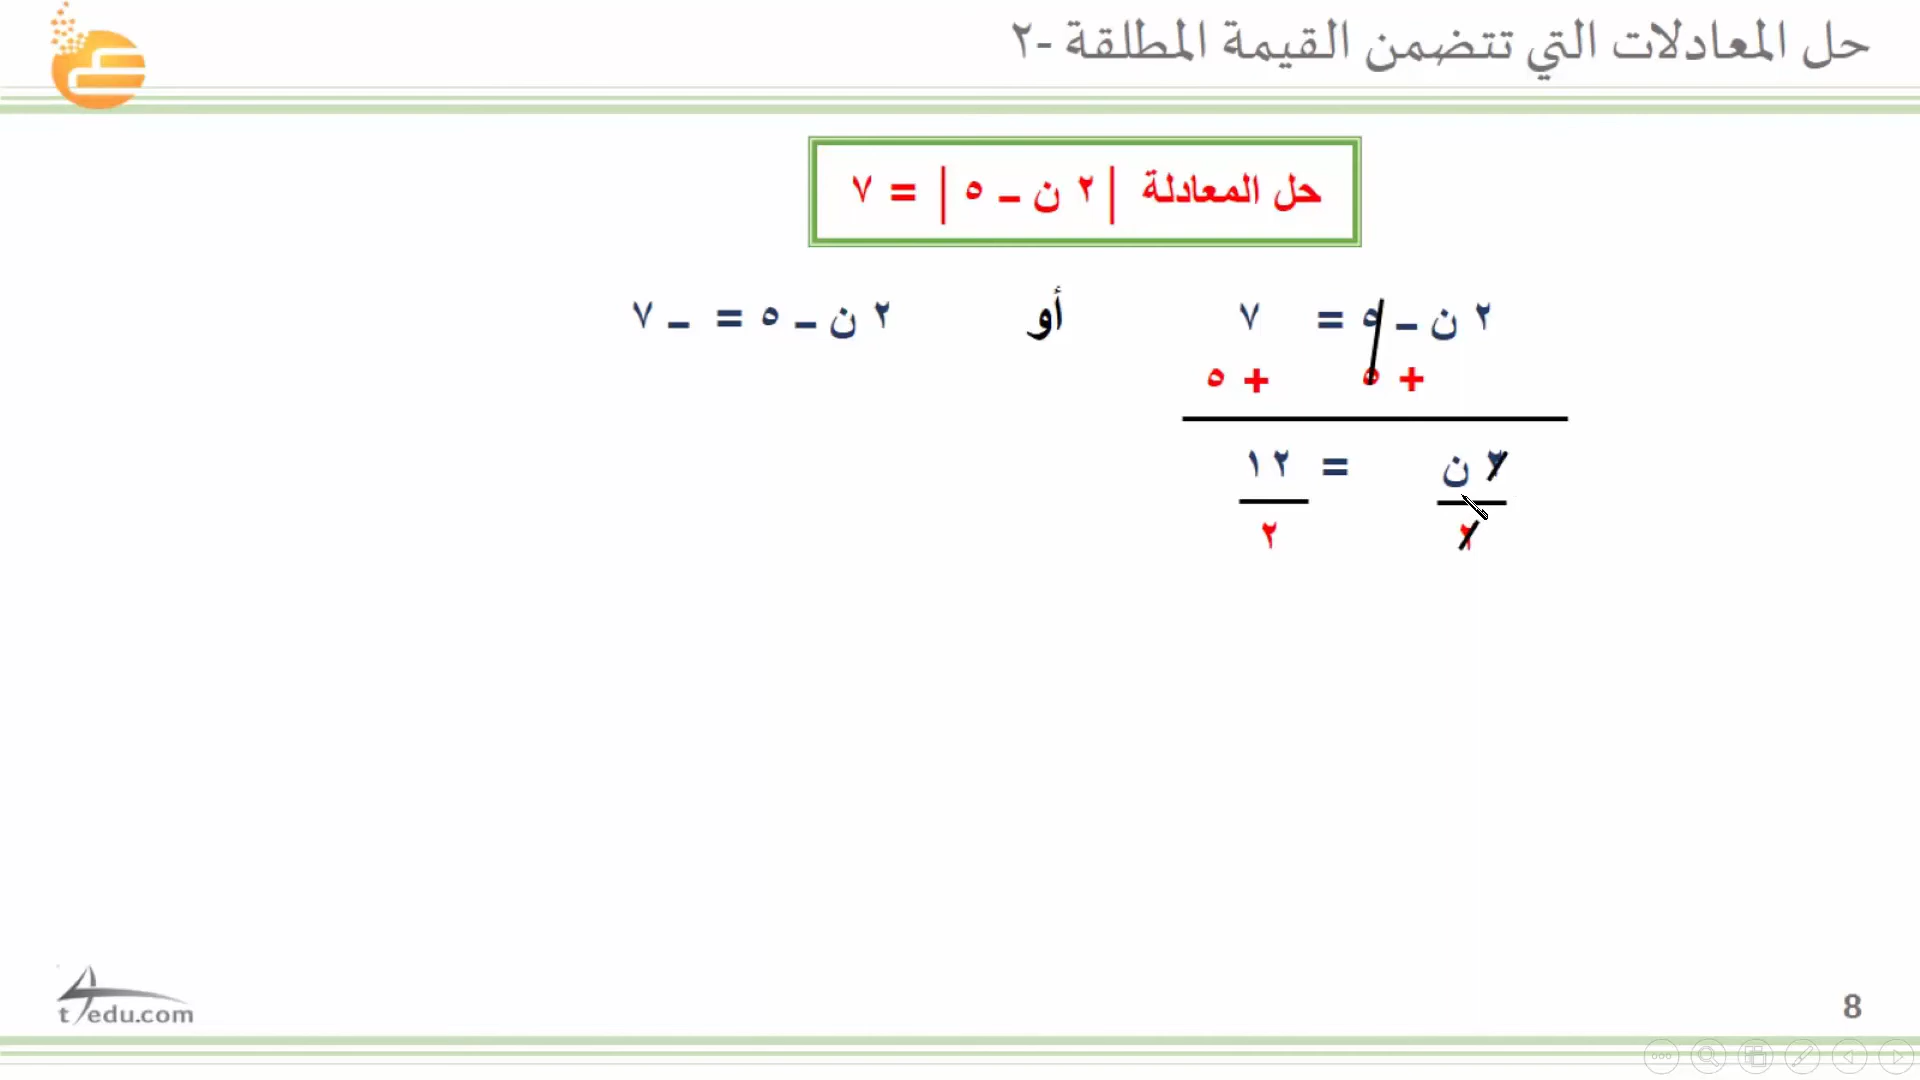 حل المعادلات التي تتضمن القيمة المطلقة -٢
حل المعادلة |٢ ن – ٥| = ٧
٢ ن – ٥ = ٧ أو ٢ ن – ٥ = – ٧
+ ٥ + ٥
٢ ن = ١٢
٢ ٢
t4edu.com
8